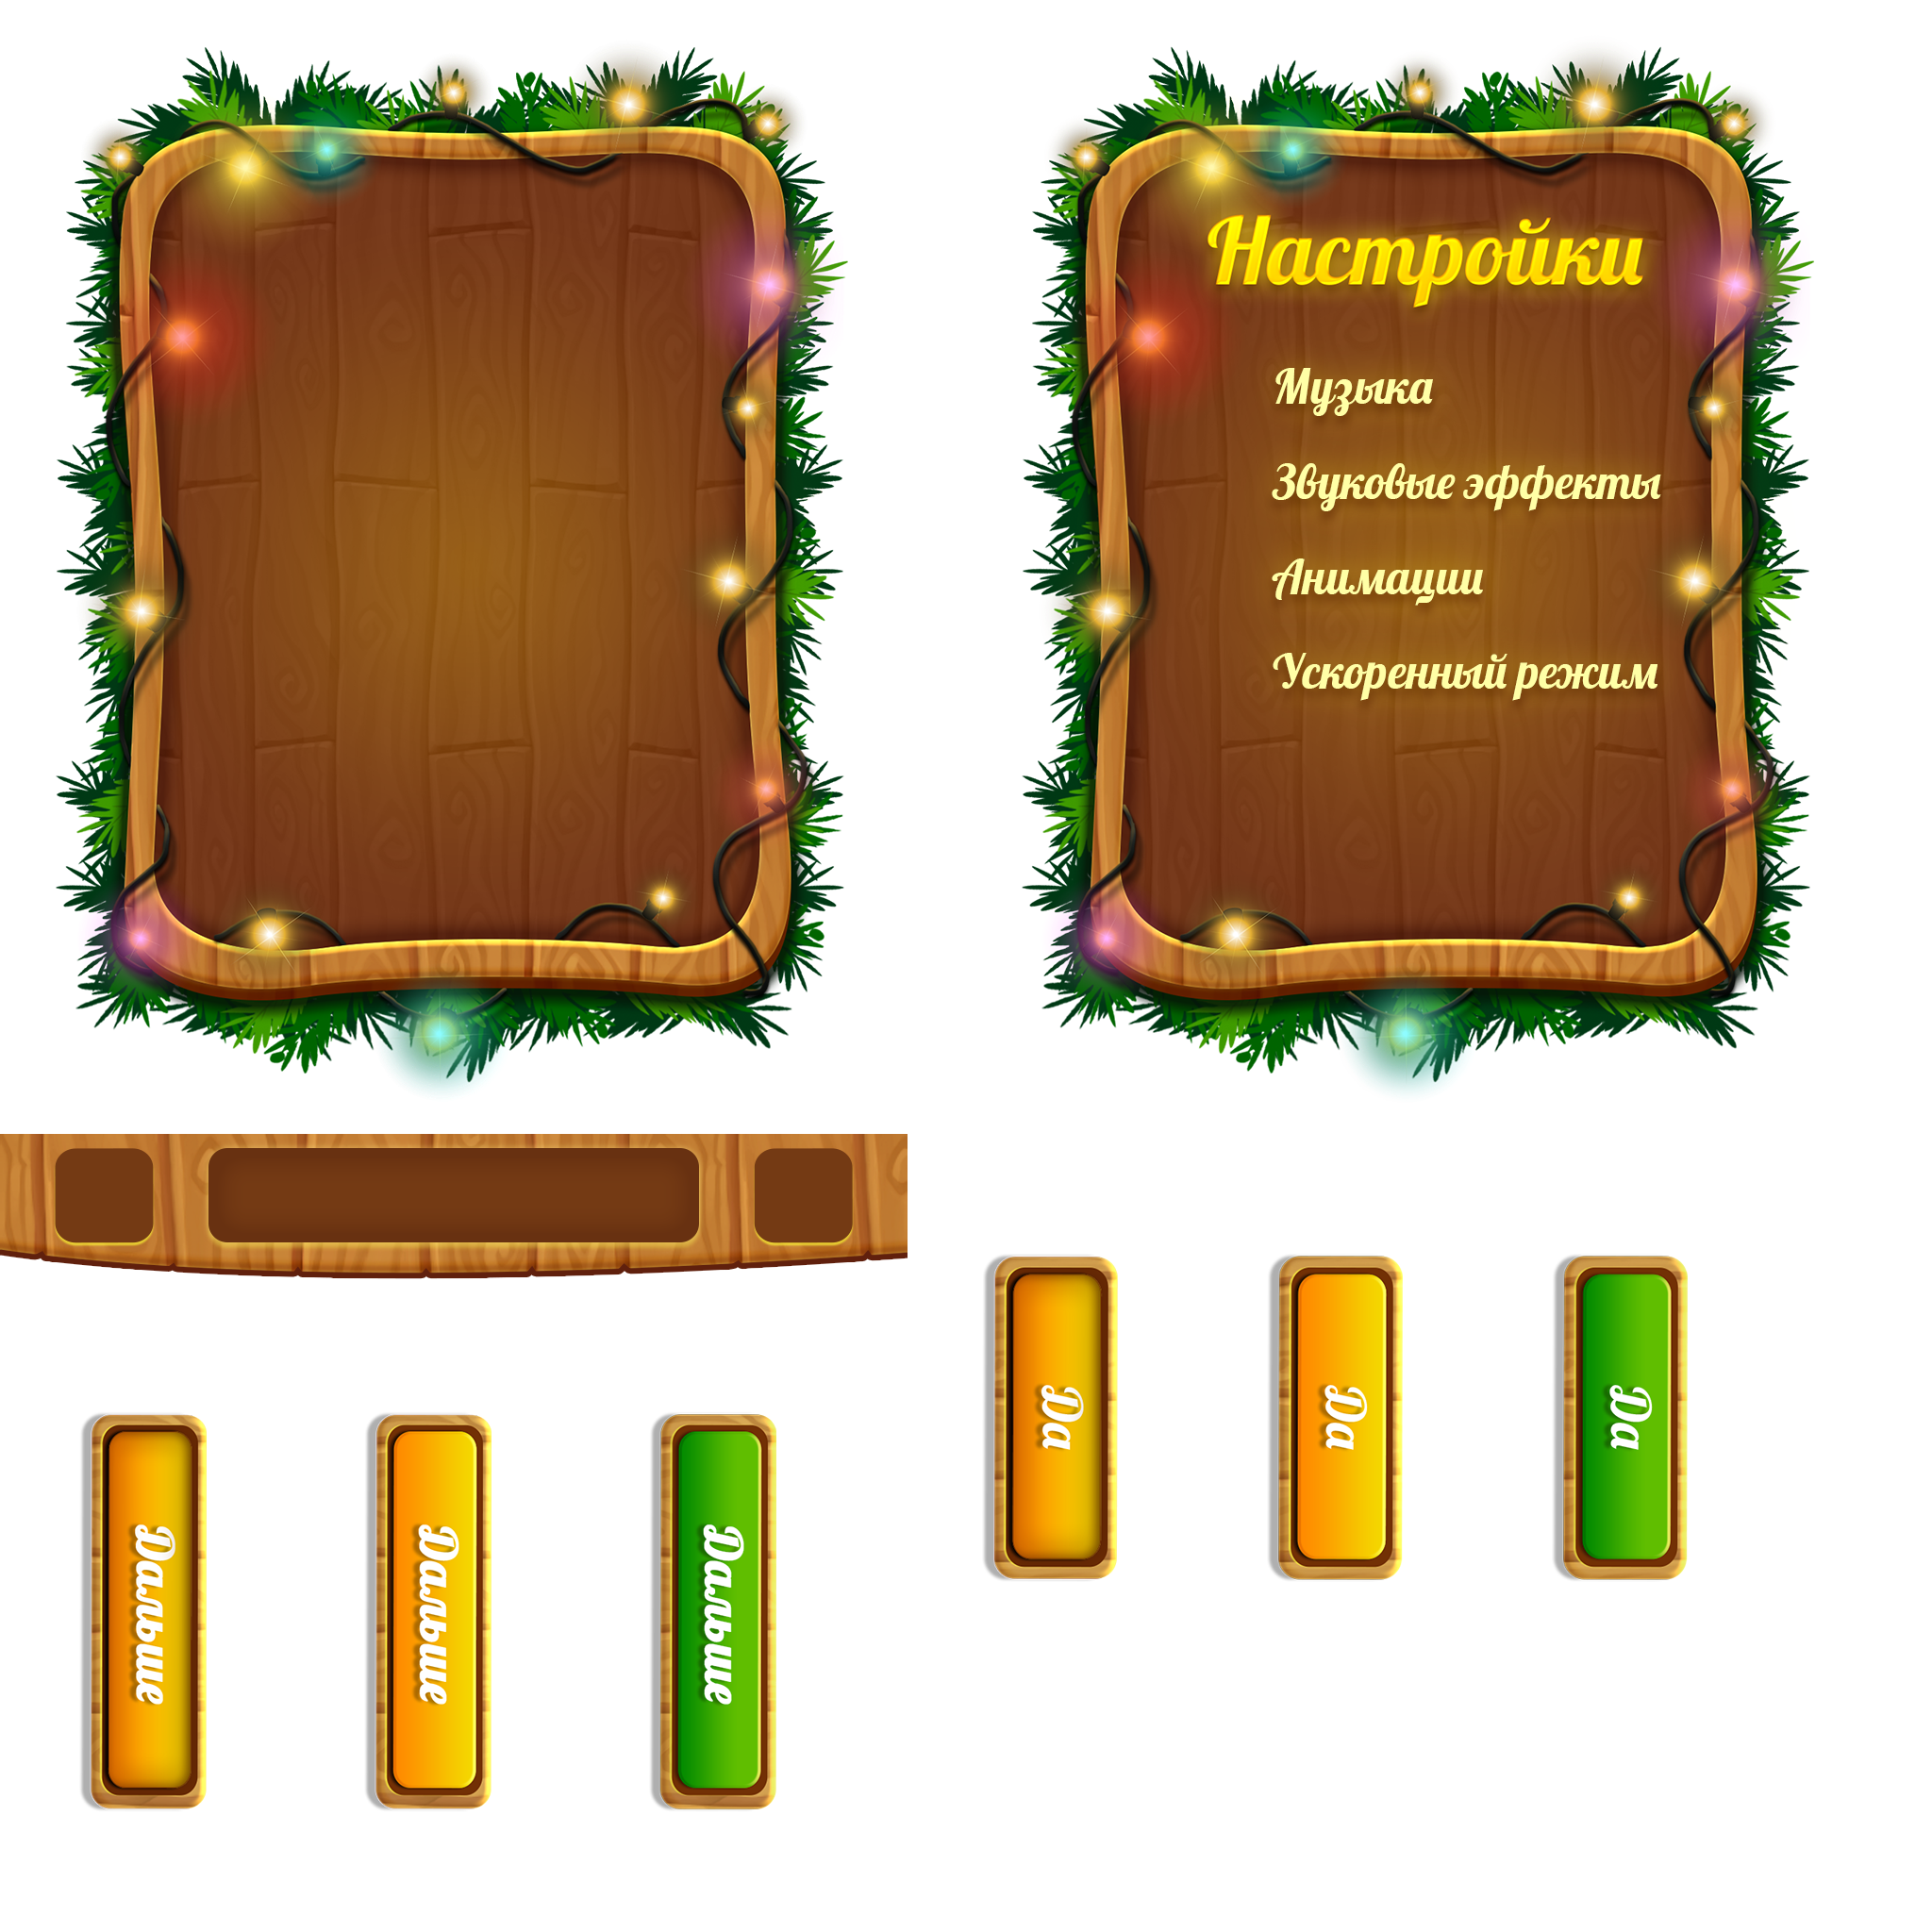 Настройки
Музыка
Звуковые эффекты
Анимации
Ускоренный режим
Да
Да
Да
Дальше
Дальше
Дальше